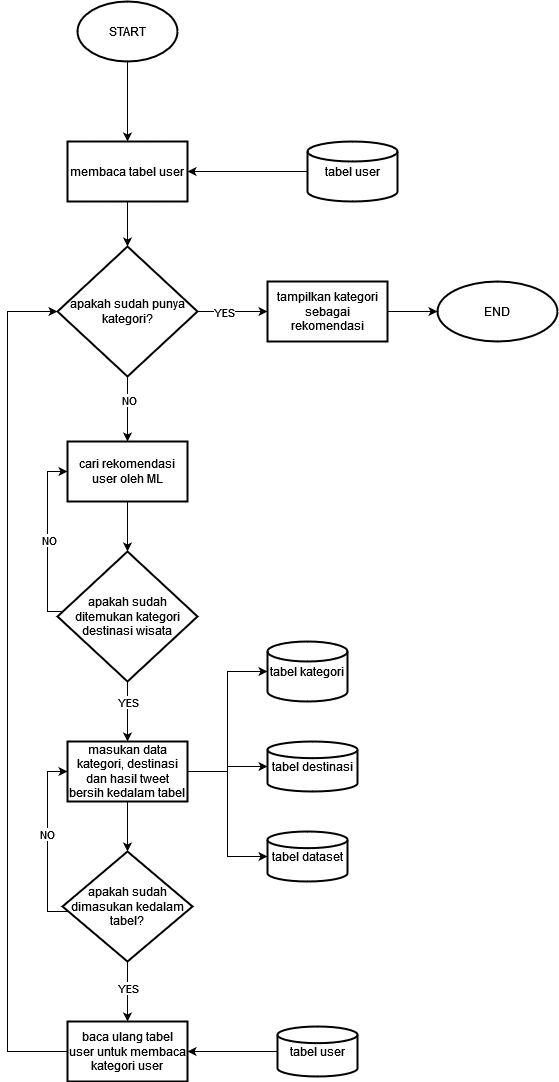 START
membaca tabel user
tabel user
apakah sudah punya
kategori?
YES
tampilkan kategori
sebagai
rekomendasi
END
NO
cari rekomendasi
user oleh ML
NO
apakah sudah
ditemukan kategori
destinasi wisata
YES
tabel kategori
masukan data
kategori, destinasi
dan hasil tweet
bersih kedalam tabel
tabel destinasi
NO
tabel dataset
apakah sudah
dimasukan kedalam
tabel?
YES
baca ulang tabel
user untuk membaca
kategori user
tabel user